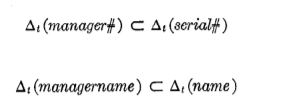 Δₜ(manager#) ⊂ Δₜ(serial#)
Δₜ(managername) ⊂ Δₜ(name)